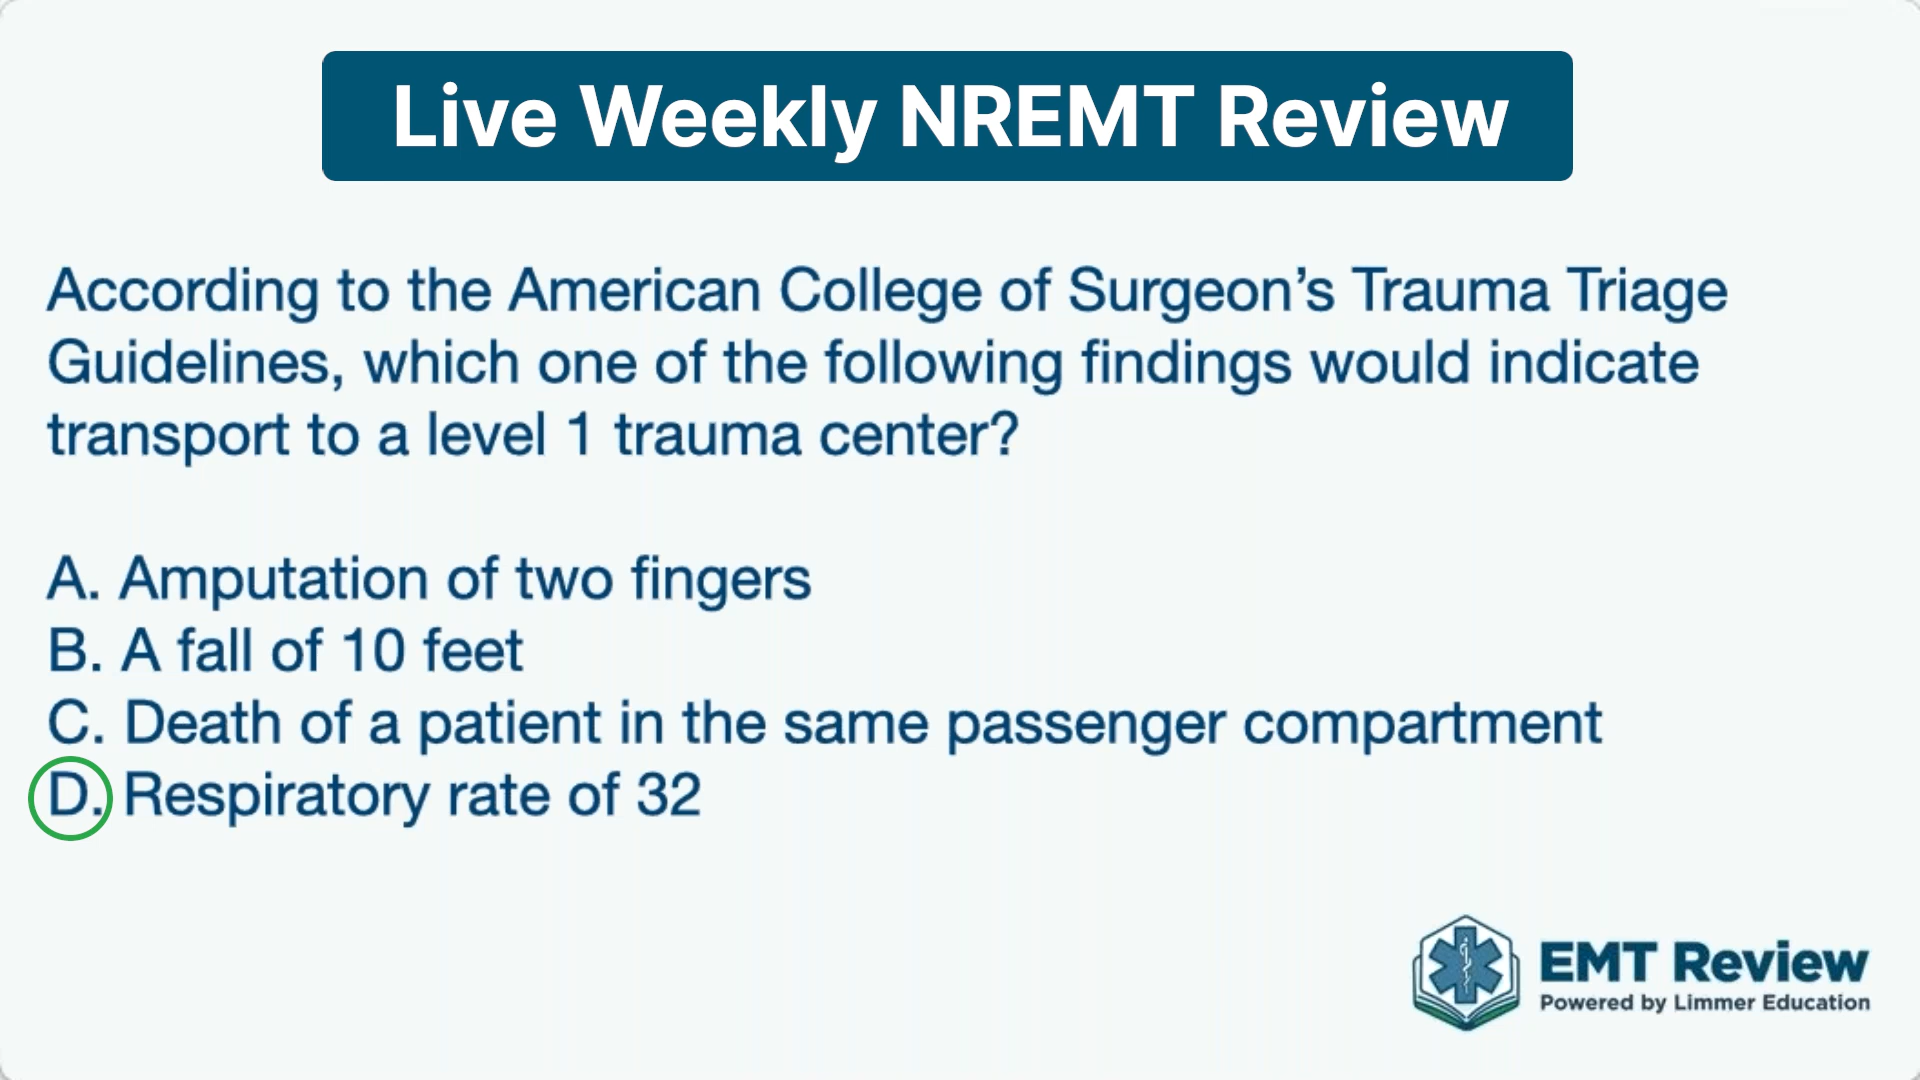 Live Weekly NREMT Review
According to the American College of Surgeon’s Trauma Triage
Guidelines, which one of the following findings would indicate
transport to a level 1 trauma center?
A. Amputation of two fingers
B. A fall of 10 feet
C. Death of a patient in the same passenger compartment
D. Respiratory rate of 32
EMT Review
Powered by Limmer Education